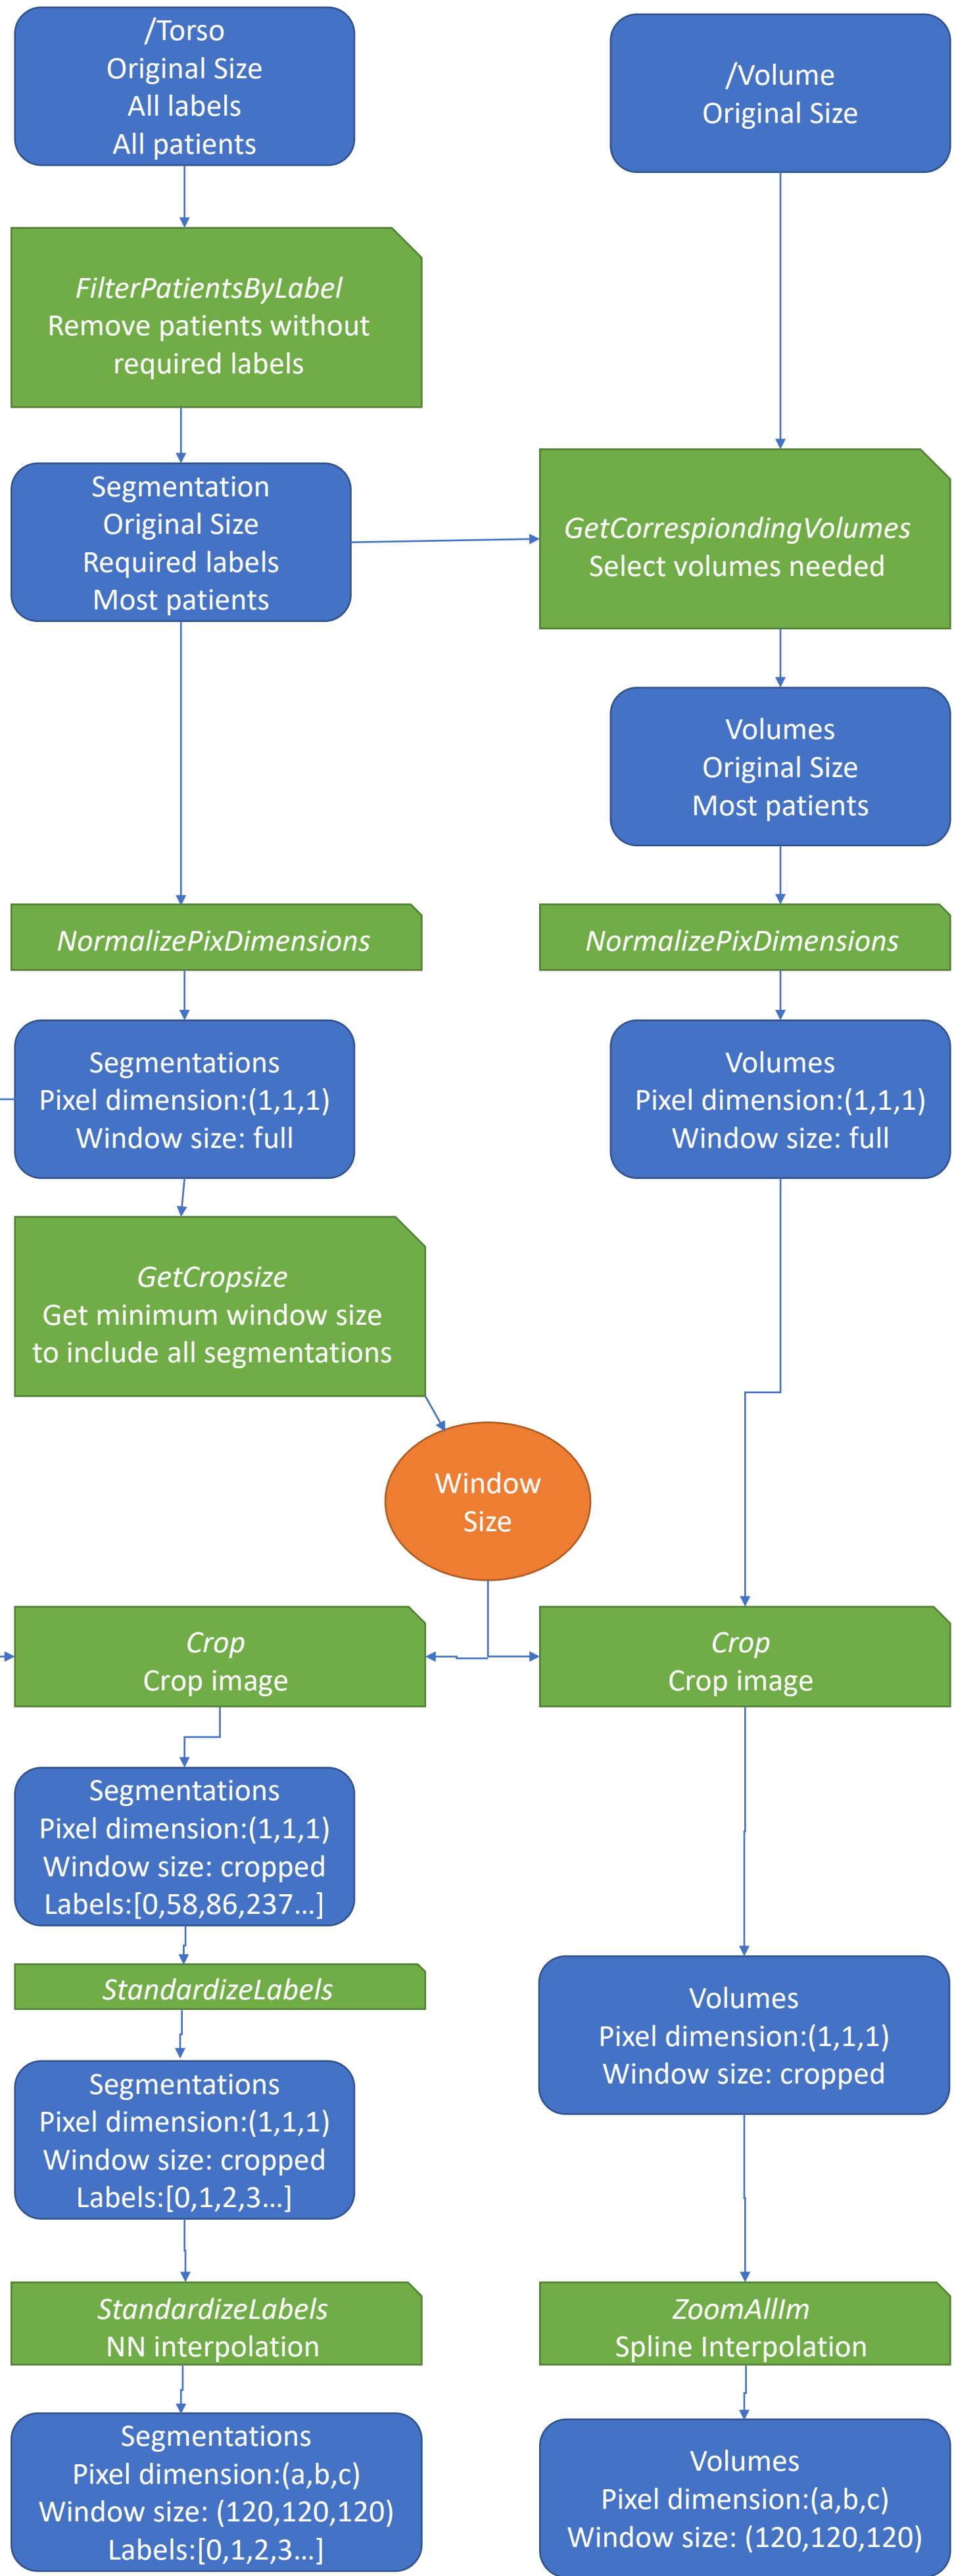 /Torso
Original Size
All labels
All patients
/Volume
Original Size
FilterPatientsByLabel
Remove patients without
required labels
Segmentation
Original Size
Required labels
Most patients
GetCorrespiondingVolumes
Select volumes needed
Volumes
Original Size
Most patients
NormalizePixDimensions
NormalizePixDimensions
Segmentations
Pixel dimension:(1,1,1)
Window size: full
Volumes
Pixel dimension:(1,1,1)
Window size: full
GetCropsize
Get minimum window size
to include all segmentations
Window
Size
Crop
Crop image
Crop
Crop image
Segmentations
Pixel dimension:(1,1,1)
Window size: cropped
Labels:[0,58,86,237…]
StandardizeLabels
Volumes
Pixel dimension:(1,1,1)
Window size: cropped
Segmentations
Pixel dimension:(1,1,1)
Window size: cropped
Labels:[0,1,2,3…]
StandardizeLabels
NN interpolation
ZoomAllIm
Spline Interpolation
Segmentations
Pixel dimension:(a,b,c)
Window size: (120,120,120)
Labels:[0,1,2,3…]
Volumes
Pixel dimension:(a,b,c)
Window size: (120,120,120)